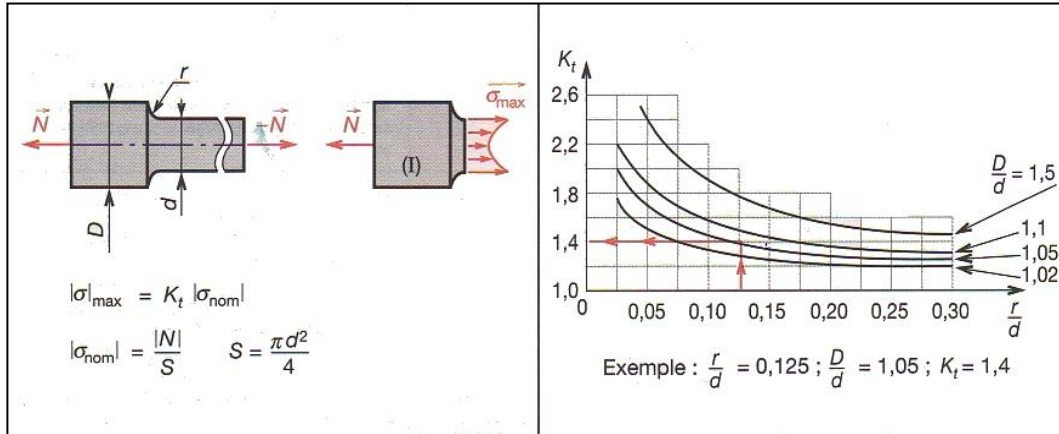 r
N
-N
D
d
N
σmax
(I)
|σ|max = Kt |σnom|
|σnom| = |N|/S S = πd²/4
Kt
2,6
2,2
1,8
1,4
1,0
0 0,05 0,10 0,15 0,20 0,25 0,30 r/d
D/d = 1,5
1,1
1,05
1,02
Exemple : r/d = 0,125 ; D/d = 1,05 ; Kt = 1,4